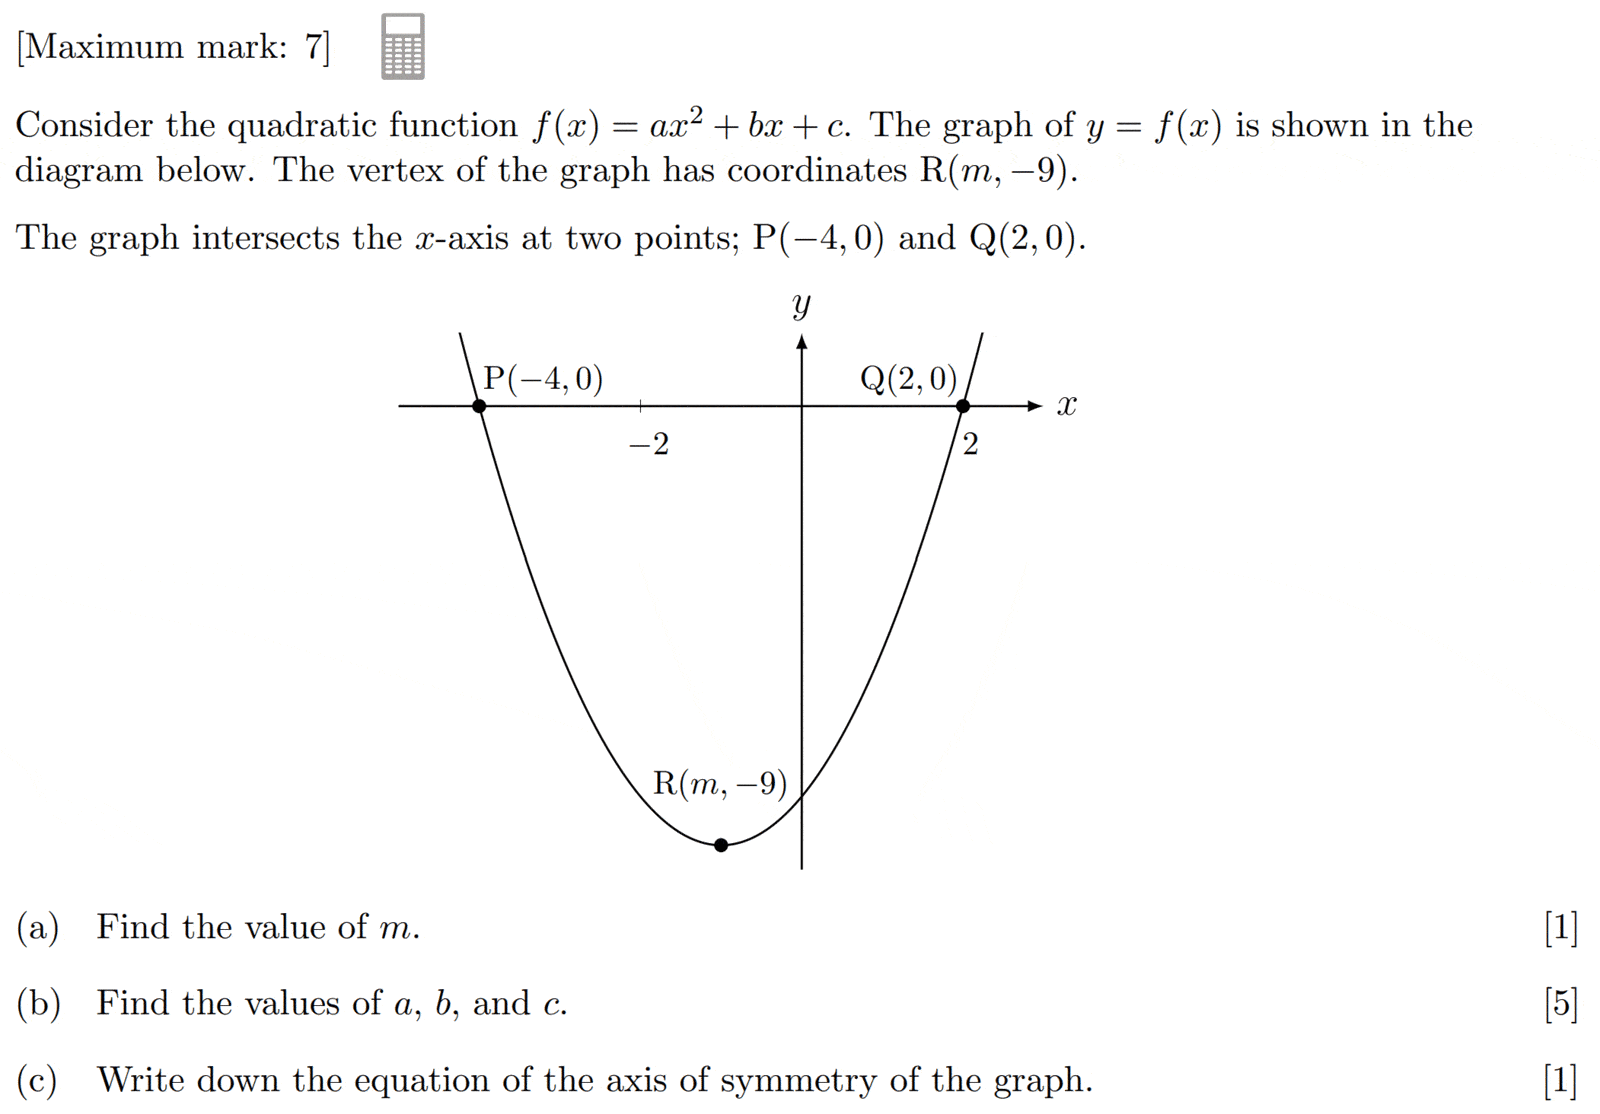 [Maximum mark: 7]
Consider the quadratic function f(x) = ax² + bx + c. The graph of y = f(x) is shown in the
diagram below. The vertex of the graph has coordinates R(m, −9).
The graph intersects the x-axis at two points; P(−4, 0) and Q(2, 0).
y
P(−4, 0)
Q(2, 0)
x
−2
2
R(m, −9)
(a) Find the value of m. [1]
(b) Find the values of a, b, and c. [5]
(c) Write down the equation of the axis of symmetry of the graph. [1]